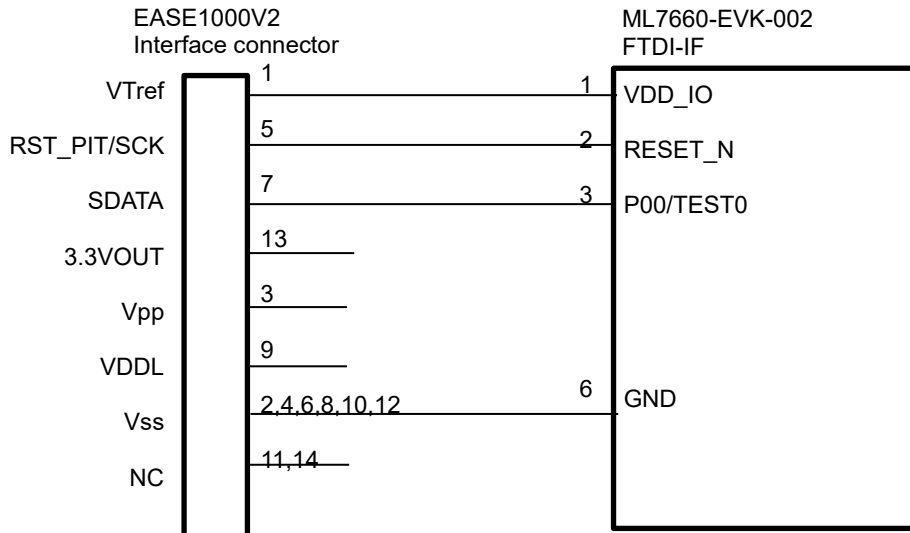 EASE1000V2
Interface connector
ML7660-EVK-002
FTDI-IF
VTref 1 1 VDD_IO
RST_PIT/SCK 5 2 RESET_N
SDATA 7 3 P00/TEST0
3.3VOUT 13
Vpp 3
VDDL 9
Vss 2,4,6,8,10,12 6 GND
NC 11,14